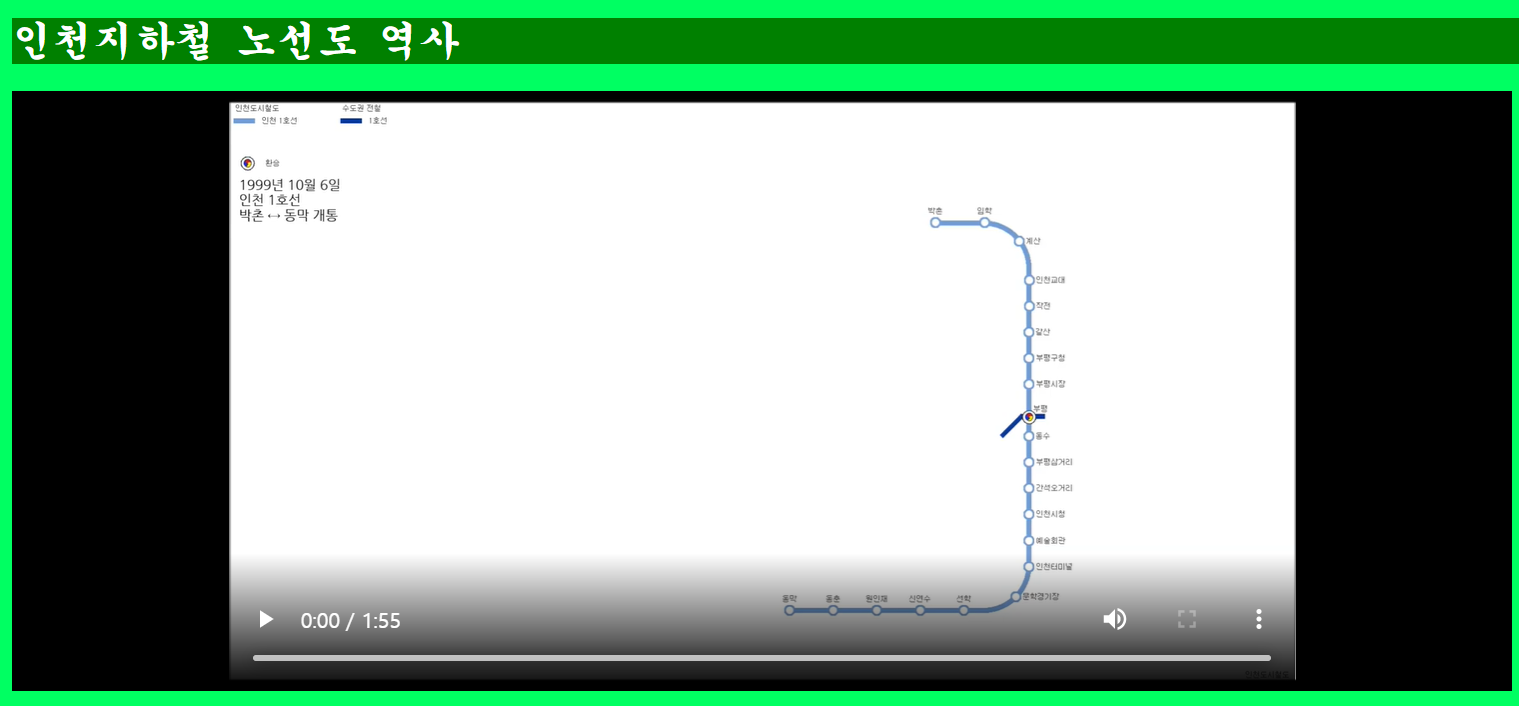 인천지하철 노선도 역사
인천도시철도 수도권 전철
인천 1호선 1호선
환승
1999년 10월 6일
인천 1호선
박촌 ↔ 동막 개통
박촌 임학
계산
인천교대
작전
갈산
부평구청
부평시장
부평
동수
부평삼거리
간석오거리
인천시청
예술회관
인천터미널
문학경기장
동막 동춘 원인재 신연수 선학
0:00 / 1:55
인천도시철도